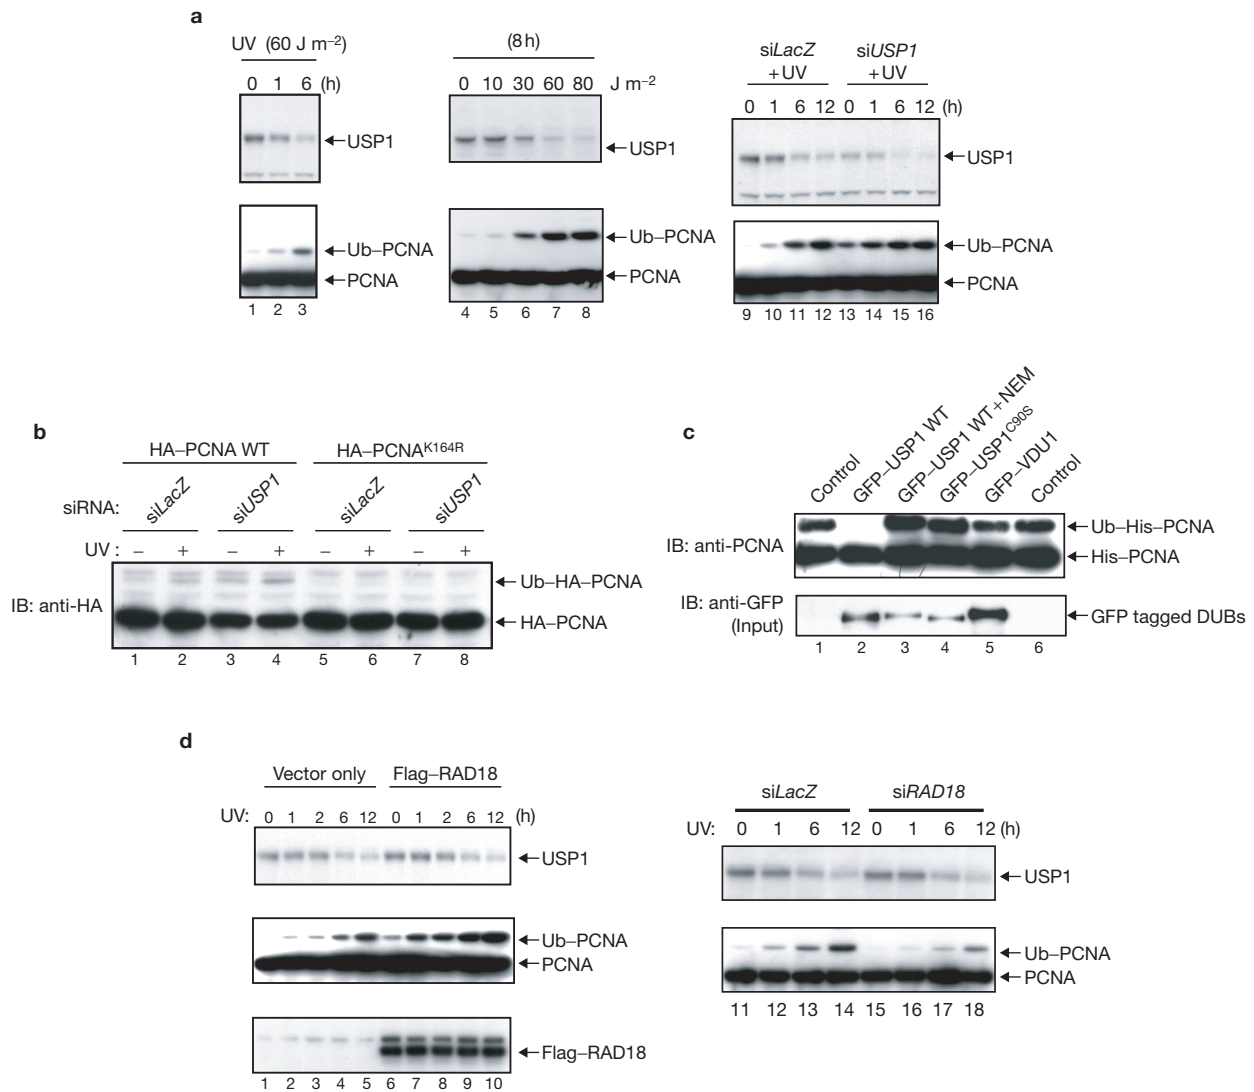 a
UV (60 J m–2)
0 1 6 (h)
USP1
Ub–PCNA
PCNA
1 2 3
(8 h)
0 10 30 60 80 J m–2
USP1
Ub–PCNA
PCNA
4 5 6 7 8
siLacZ +UV siUSP1 +UV
0 1 6 12 0 1 6 12 (h)
USP1
Ub–PCNA
PCNA
9 10 11 12 13 14 15 16
b
HA–PCNA WT HA–PCNAK164R
siRNA: siLacZ siUSP1 siLacZ siUSP1
UV : – + – + – + – +
Ub–HA–PCNA
IB: anti-HA
HA–PCNA
1 2 3 4 5 6 7 8
c
Control GFP–USP1 WT GFP–USP1 WT+NEM GFP–USP1C90S GFP–VDU1 Control
Ub–His–PCNA
IB: anti-PCNA
His–PCNA
IB: anti-GFP
(Input)
GFP tagged DUBs
1 2 3 4 5 6
d
Vector only Flag–RAD18
UV: 0 1 2 6 12 0 1 2 6 12 (h)
USP1
Ub–PCNA
PCNA
Flag–RAD18
1 2 3 4 5 6 7 8 9 10
siLacZ siRAD18
UV: 0 1 6 12 0 1 6 12 (h)
USP1
Ub–PCNA
PCNA
11 12 13 14 15 16 17 18